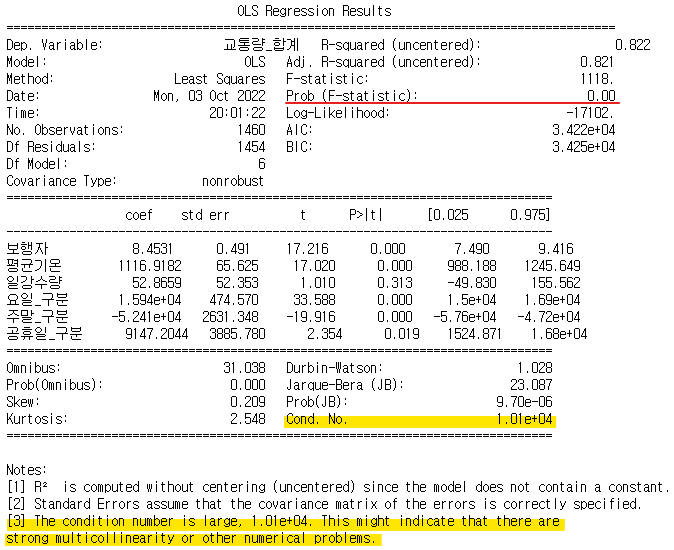 OLS Regression Results
==============================================================================
Dep. Variable: 교통량_합계 R-squared (uncentered): 0.822
Model: OLS Adj. R-squared (uncentered): 0.821
Method: Least Squares F-statistic: 1118.
Date: Mon, 03 Oct 2022 Prob (F-statistic): 0.00
Time: 20:01:22 Log-Likelihood: -17102.
No. Observations: 1460 AIC: 3.422e+04
Df Residuals: 1454 BIC: 3.425e+04
Df Model: 6
Covariance Type: nonrobust
==============================================================================
coef std err t P>|t| [0.025 0.975]
------------------------------------------------------------------------------
보행자 8.4531 0.491 17.216 0.000 7.490 9.416
평균기온 1116.9182 65.625 17.020 0.000 988.188 1245.649
일강수량 52.8659 52.353 1.010 0.313 -49.830 155.562
요일_구분 1.594e+04 474.570 33.588 0.000 1.5e+04 1.69e+04
주말_구분 -5.241e+04 2631.348 -19.916 0.000 -5.76e+04 -4.72e+04
공휴일_구분 9147.2044 3885.780 2.354 0.019 1524.871 1.68e+04
==============================================================================
Omnibus: 31.038 Durbin-Watson: 1.028
Prob(Omnibus): 0.000 Jarque-Bera (JB): 23.087
Skew: 0.209 Prob(JB): 9.70e-06
Kurtosis: 2.548 Cond. No. 1.01e+04
==============================================================================
Notes:
[1] R² is computed without centering (uncentered) since the model does not contain a constant.
[2] Standard Errors assume that the covariance matrix of the errors is correctly specified.
[3] The condition number is large, 1.01e+04. This might indicate that there are
strong multicollinearity or other numerical problems.